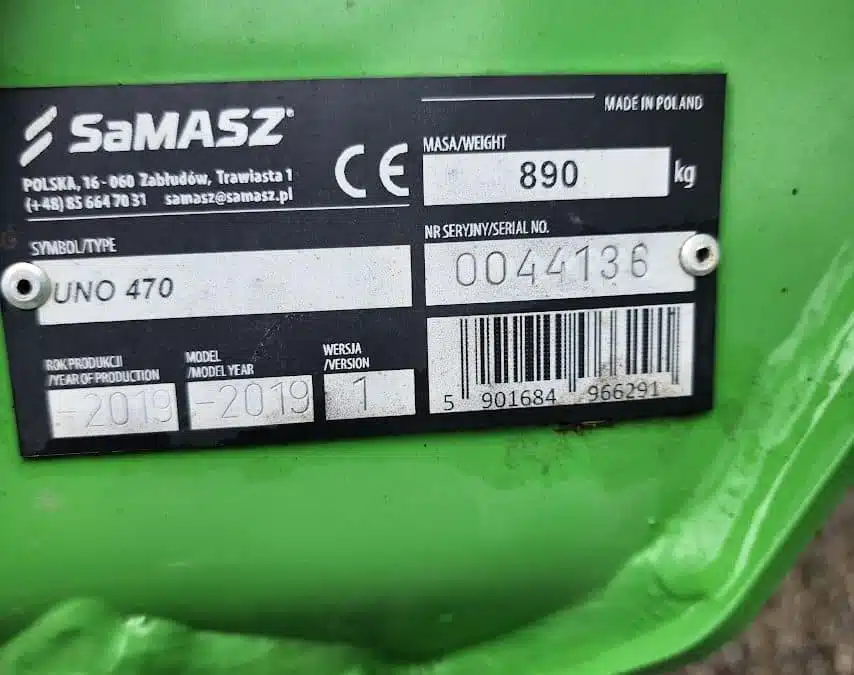 SaMASZ
POLSKA, 16 - 060 Zabłudów, Trawiasta 1
(+48) 85 664 70 31 samasz@samasz.pl
CE
MADE IN POLAND
MASA/WEIGHT
890 kg
SYMBOL/TYPE
UNO 470
NR SERYJNY/SERIAL NO.
0044136
ROK PRODUKCJI
/YEAR OF PRODUCTION
-2019
MODEL
/MODEL YEAR
-2019
WERSJA
/VERSION
1
5 901684 966291